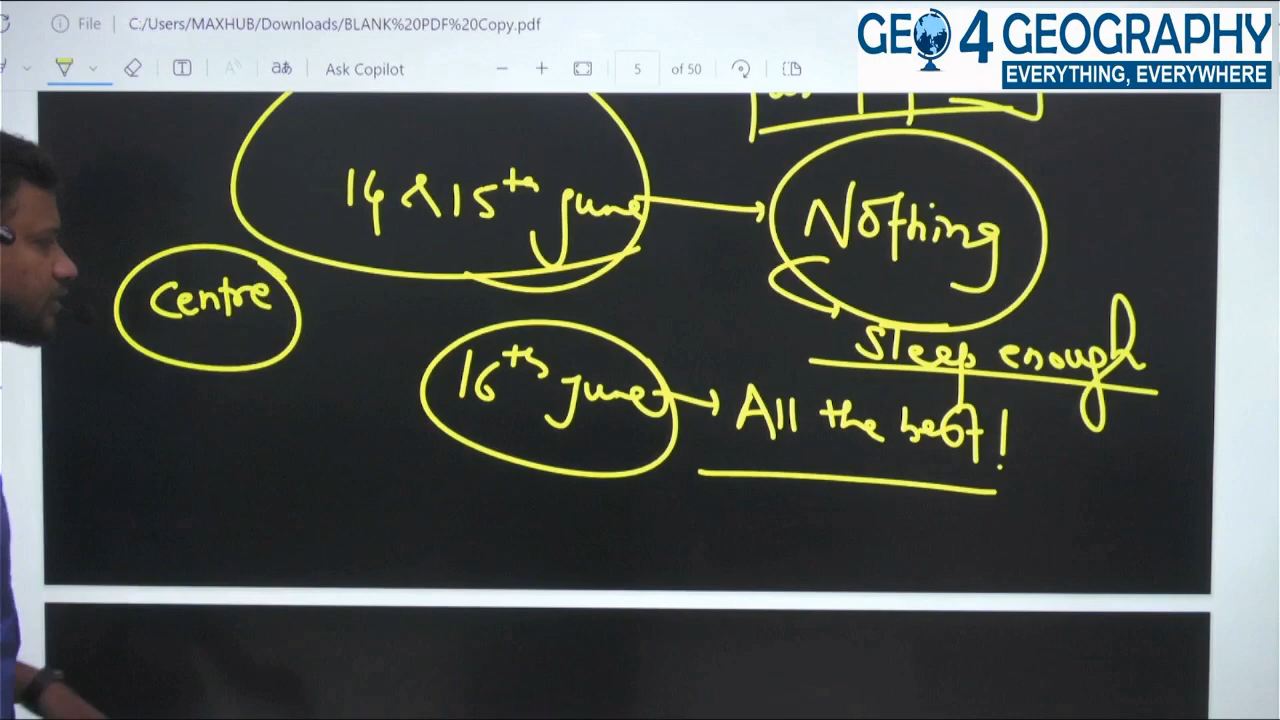 File C:/Users/MAXHUB/Downloads/BLANK%20PDF%20Copy.pdf
GEO 4 GEOGRAPHY
EVERYTHING, EVERYWHERE
Ask Copilot
5 of 50
14 & 15th June → Nothing
Centre
Sleep enough
16th June → All the best!